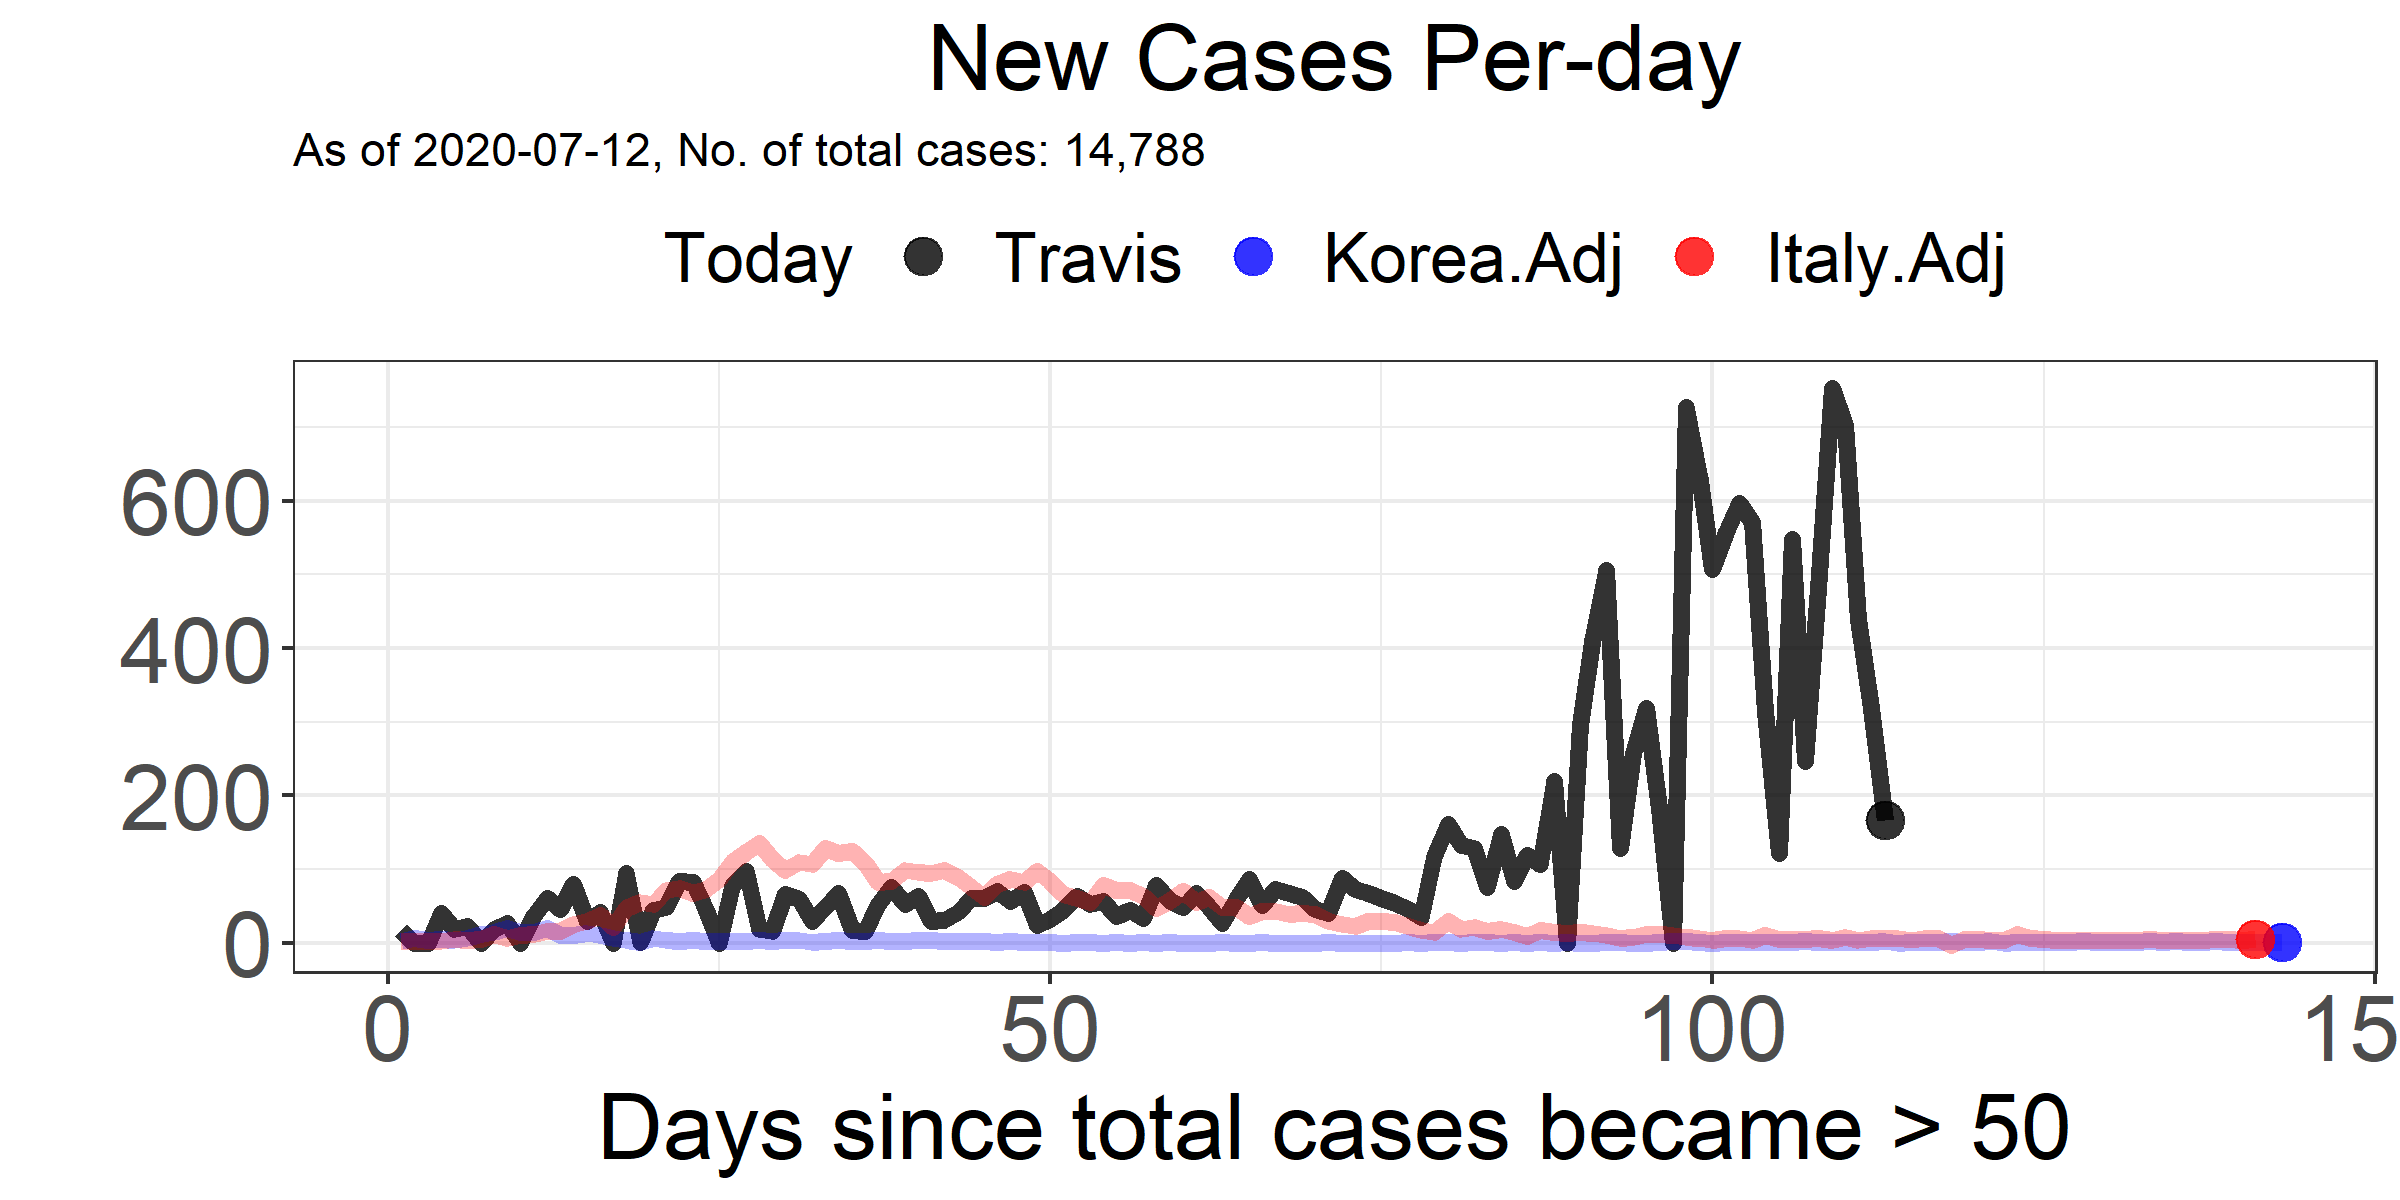 New Cases Per-day
As of 2020-07-12, No. of total cases: 14,788
Today Travis Korea.Adj Italy.Adj
600
400
200
0
0 50 100 15
Days since total cases became > 50